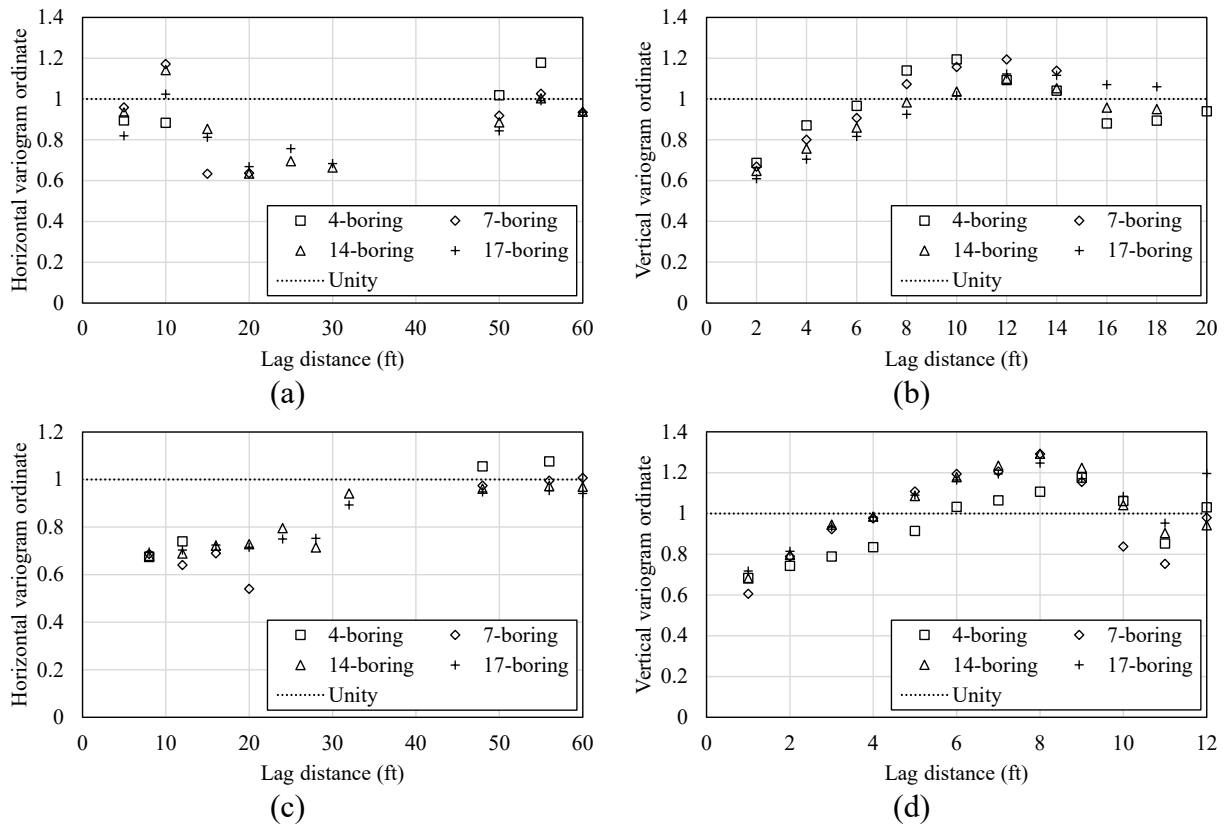 Horizontal variogram ordinate
1.4
1.2
1
0.8
0.6
0.4
0.2
0
4-boring 7-boring
14-boring 17-boring
Unity
0 10 20 30 40 50 60
Lag distance (ft)
(a)
Vertical variogram ordinate
1.4
1.2
1
0.8
0.6
0.4
0.2
0
4-boring 7-boring
14-boring 17-boring
Unity
0 2 4 6 8 10 12 14 16 18 20
Lag distance (ft)
(b)
Horizontal variogram ordinate
1.2
1
0.8
0.6
0.4
0.2
0
4-boring 7-boring
14-boring 17-boring
Unity
0 10 20 30 40 50 60
Lag distance (ft)
(c)
Vertical variogram ordinate
1.4
1.2
1
0.8
0.6
0.4
0.2
0
4-boring 7-boring
14-boring 17-boring
Unity
0 2 4 6 8 10 12
Lag distance (ft)
(d)